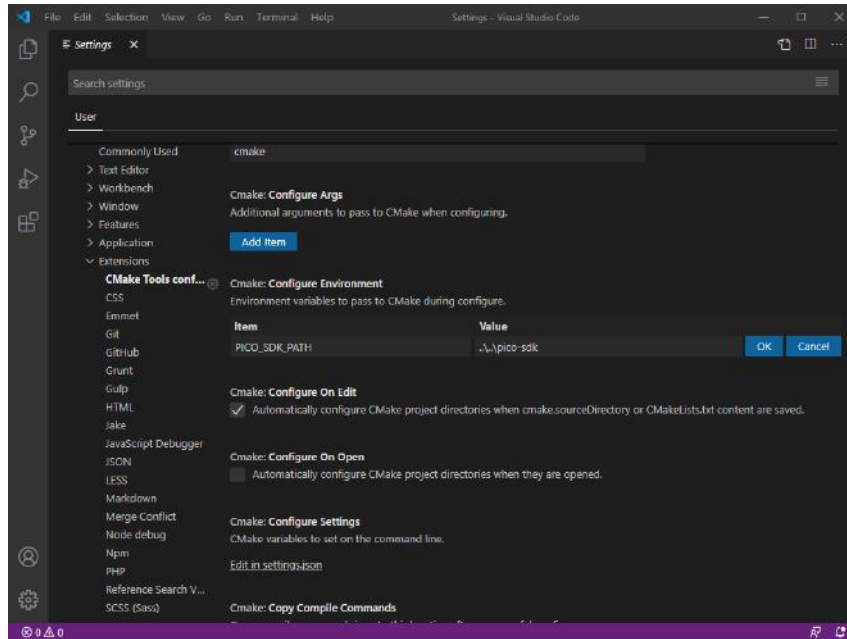 File Edit Selection View Go Run Terminal Help Settings - Visual Studio Code
Settings
Search settings
User
Commonly Used
Text Editor
Workbench
Window
Features
Application
Extensions
CMake Tools conf...
CSS
Emmet
Git
GitHub
Grunt
Gulp
HTML
Jake
JavaScript Debugger
JSON
LESS
Markdown
Merge Conflict
Node debug
Npm
PHP
Reference Search V...
SCSS (Sass)
cmake
Cmake: Configure Args
Additional arguments to pass to CMake when configuring.
Add Item
Cmake: Configure Environment
Environment variables to pass to CMake during configure.
Item Value
PICO_SDK_PATH ..\..\pico-sdk OK Cancel
Cmake: Configure On Edit
Automatically configure CMake project directories when cmake.sourceDirectory or CMakeLists.txt content are saved.
Cmake: Configure On Open
Automatically configure CMake project directories when they are opened.
Cmake: Configure Settings
CMake variables to set on the command line.
Edit in settings.json
Cmake: Copy Compile Commands
0 0